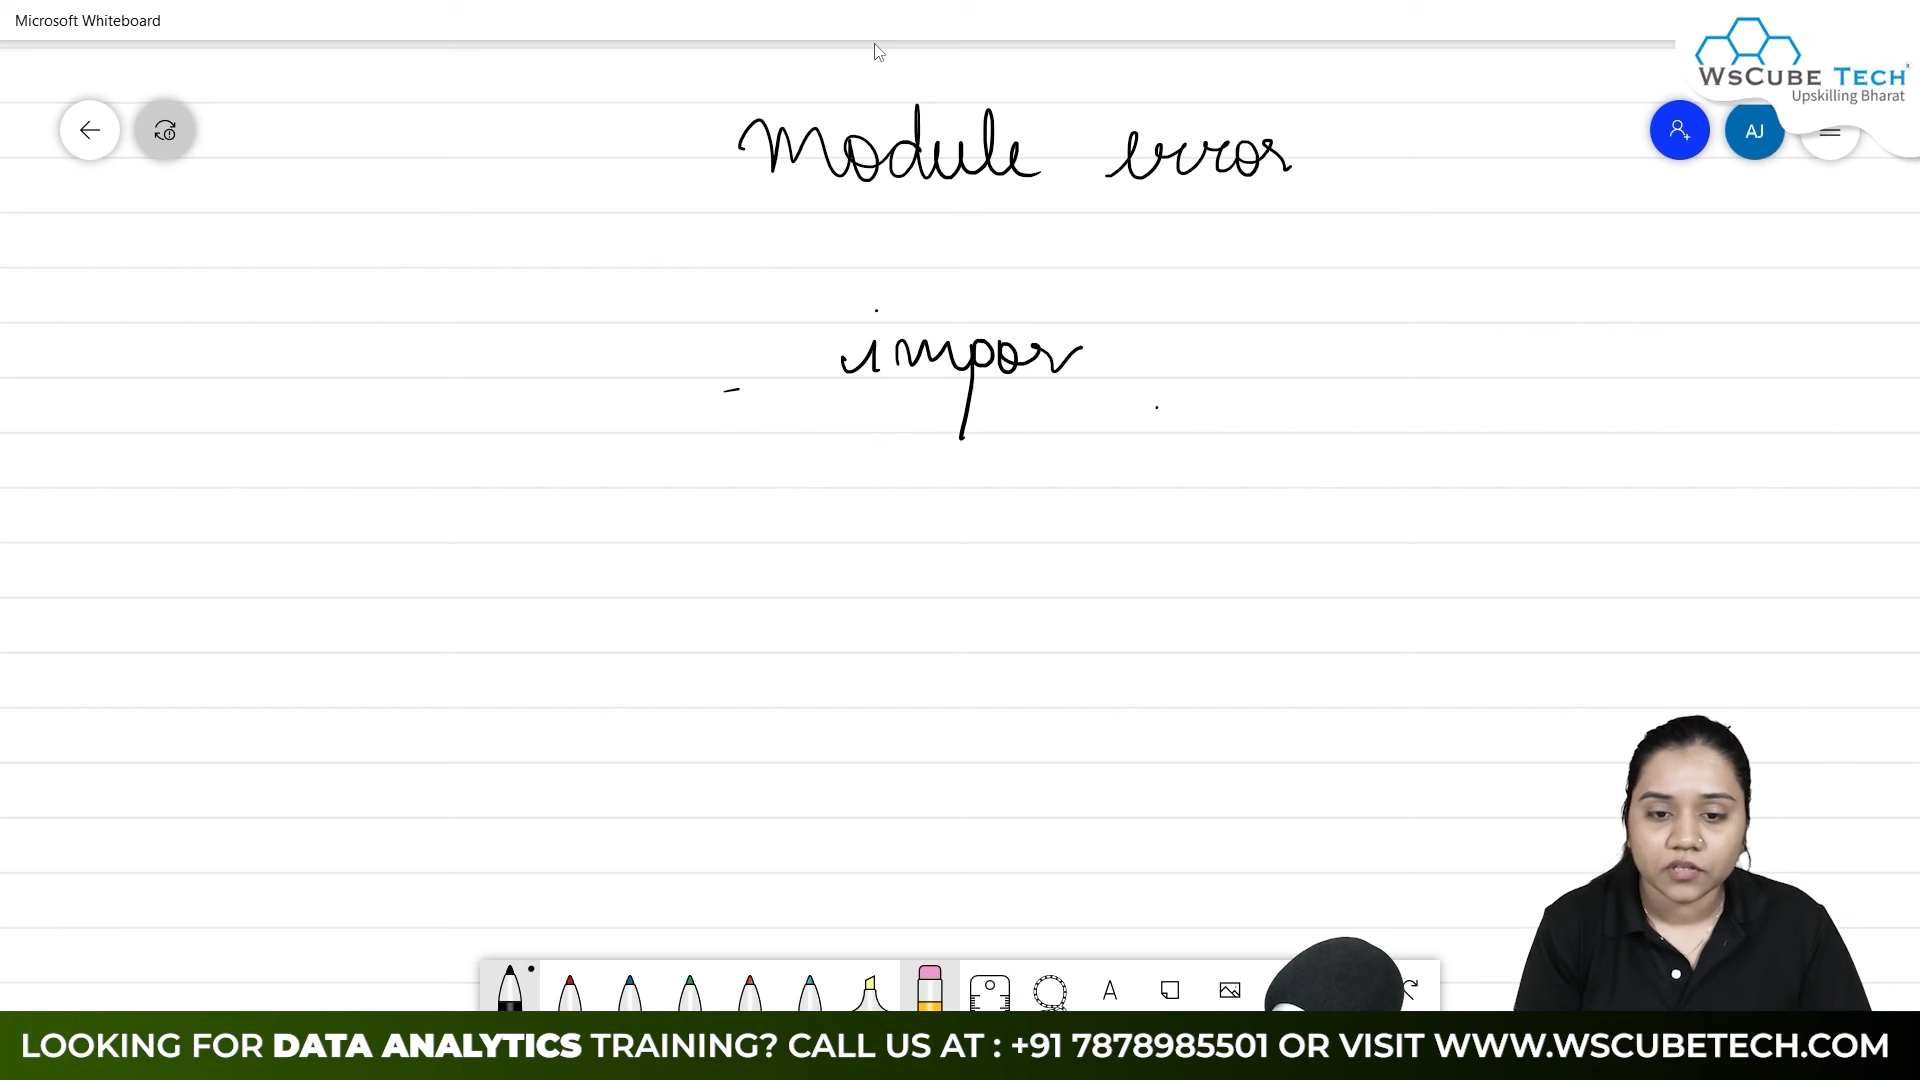 Microsoft Whiteboard
WsCube Tech
Upskilling Bharat
AJ
Module error
impor
A
LOOKING FOR DATA ANALYTICS TRAINING? CALL US AT : +91 7878985501 OR VISIT WWW.WSCUBETECH.COM